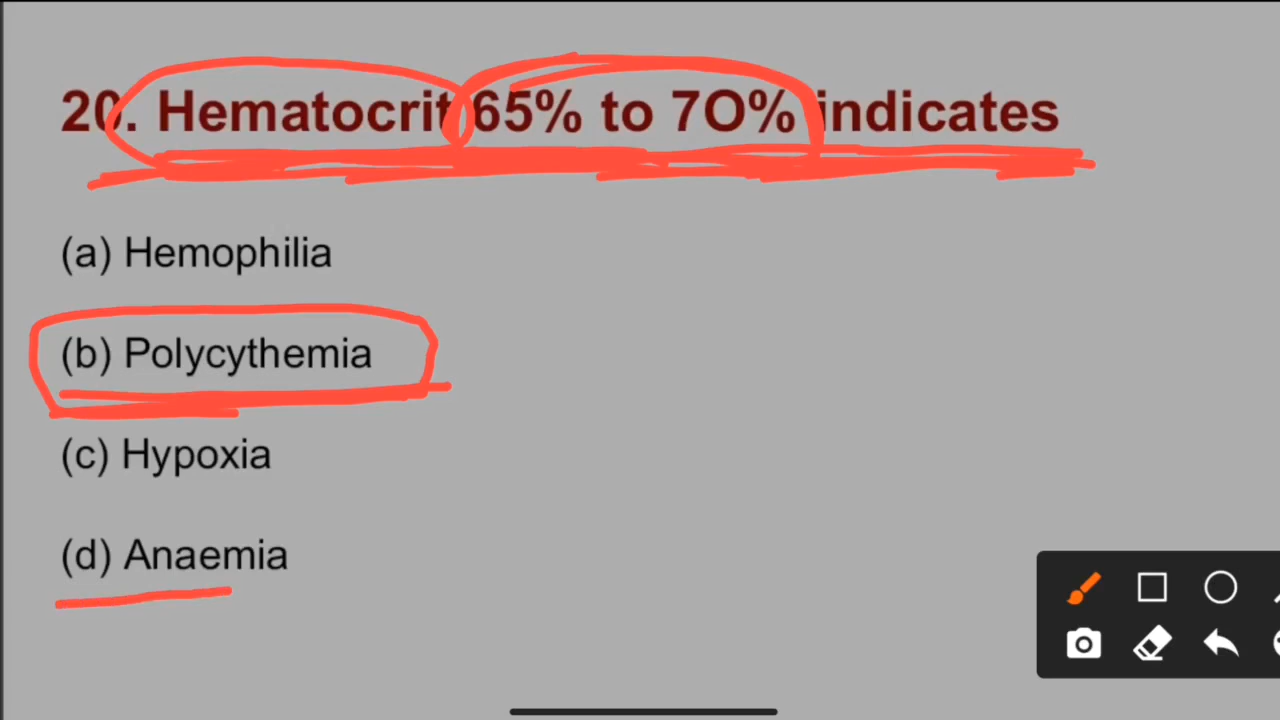 20. Hematocrit 65% to 7O% indicates
(a) Hemophilia
(b) Polycythemia
(c) Hypoxia
(d) Anaemia